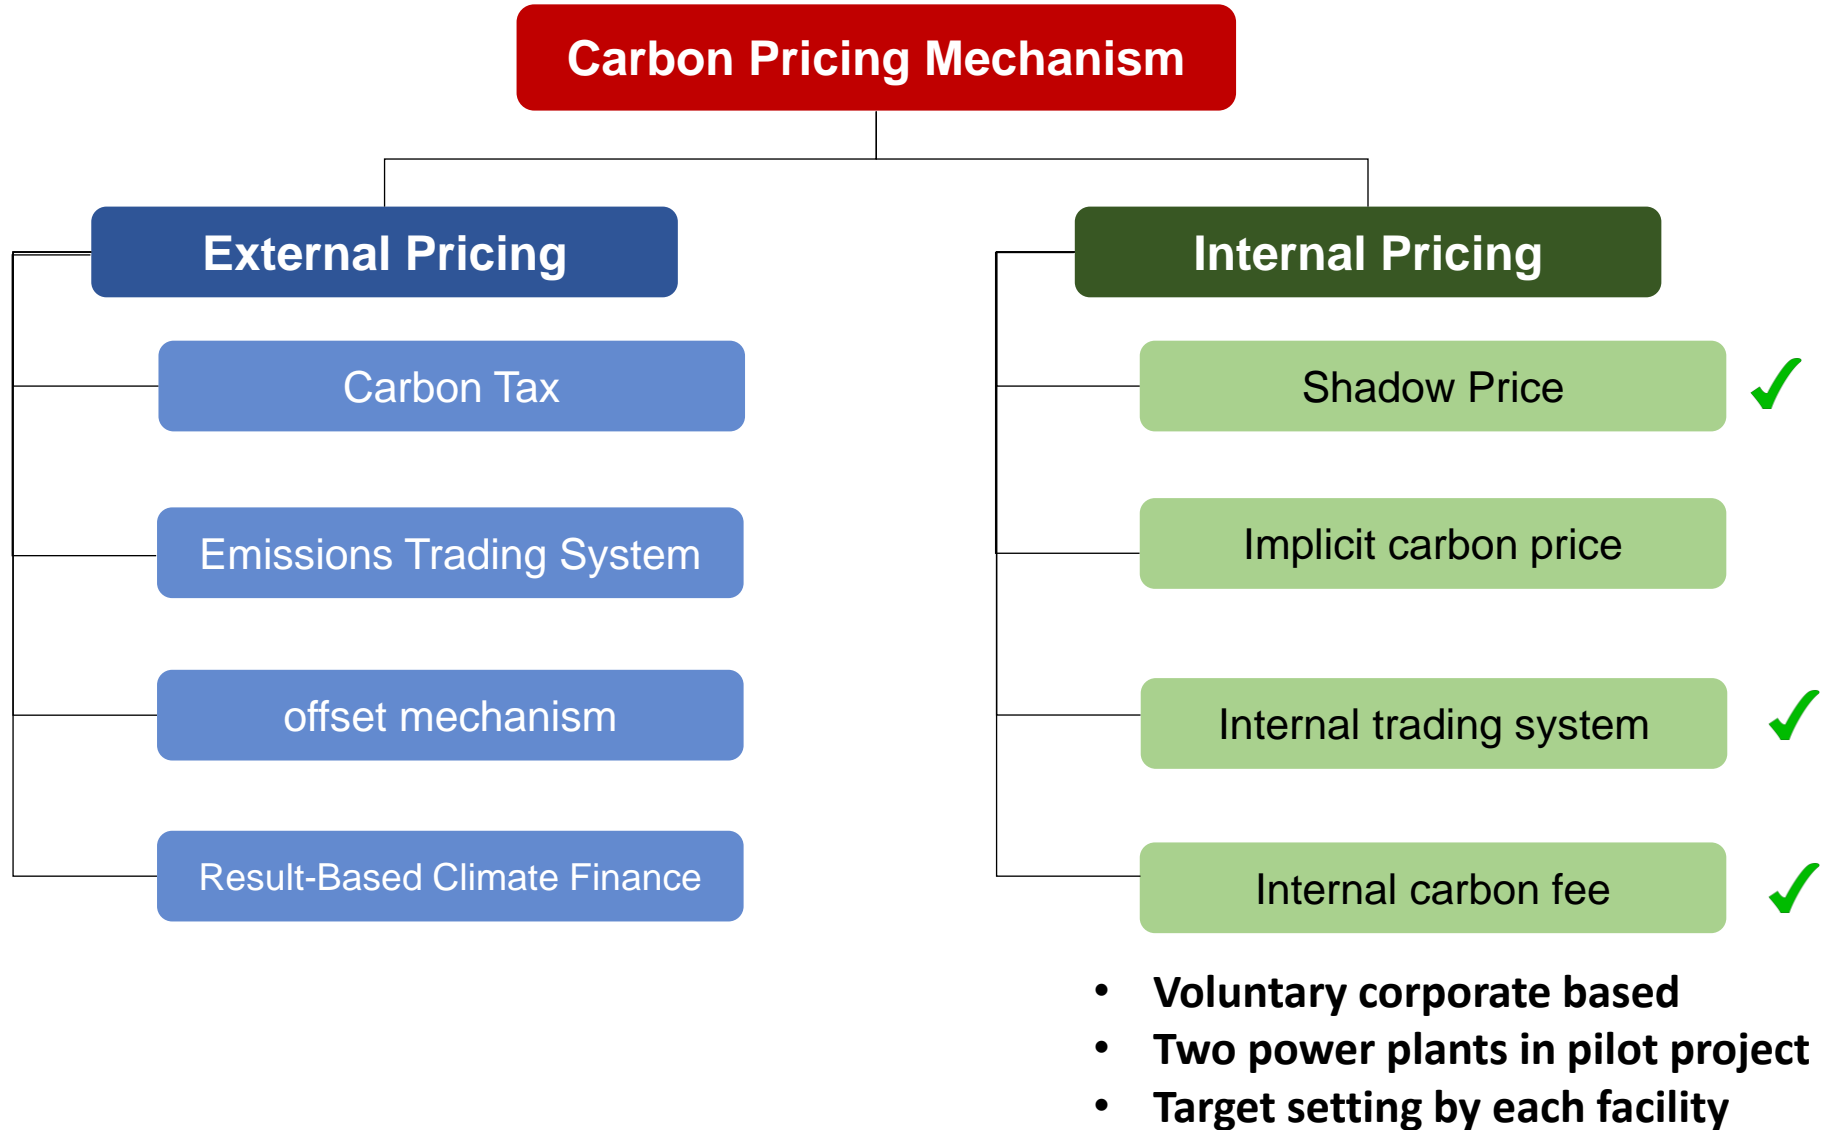 Carbon Pricing Mechanism
External Pricing
Carbon Tax
Emissions Trading System
offset mechanism
Result-Based Climate Finance
Internal Pricing
Shadow Price
Implicit carbon price
Internal trading system
Internal carbon fee
• Voluntary corporate based
• Two power plants in pilot project
• Target setting by each facility